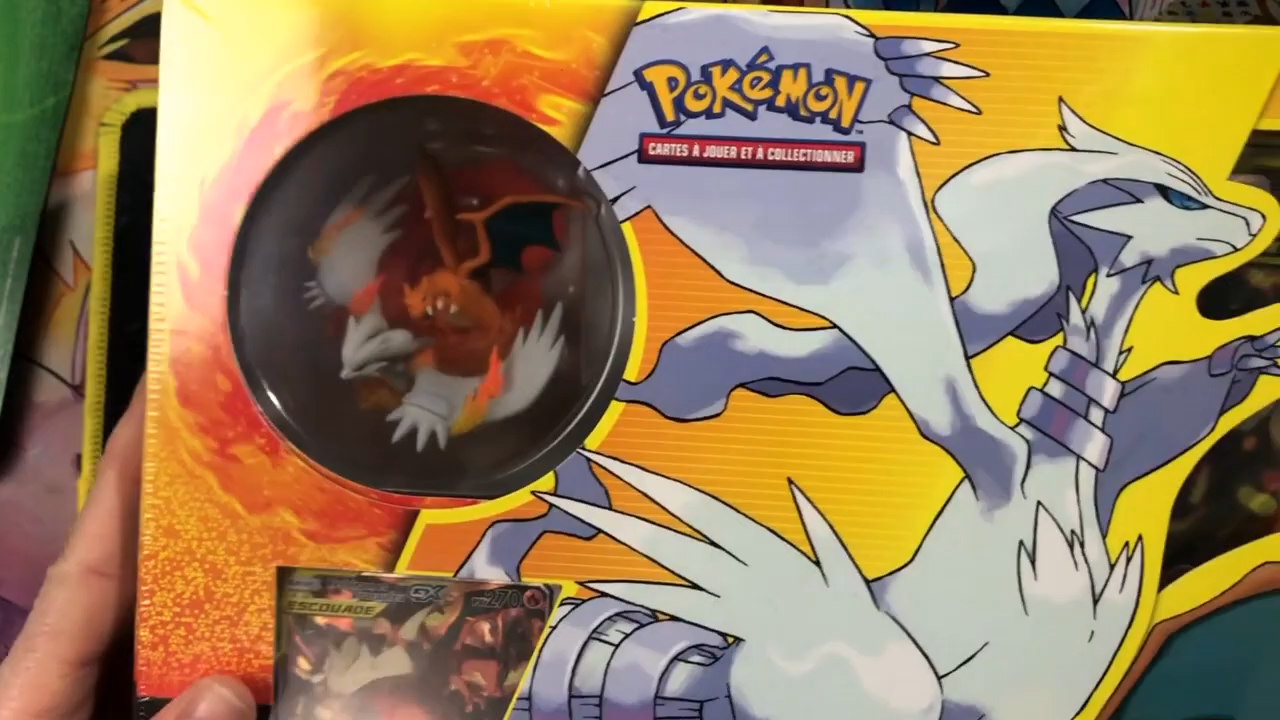 POKéMON
CARTES À JOUER ET À COLLECTIONNER
GX
270
ESCOUADE